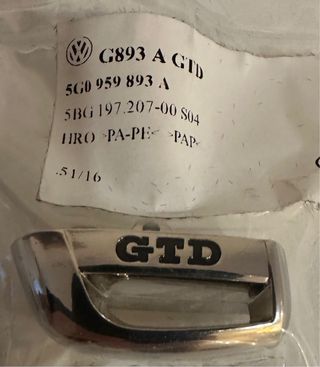 G893 A GTD
5G0 959 893 A
5BG 197.207-00 S04
HRO >PA-PE< >PAP<
.51/16
GTD